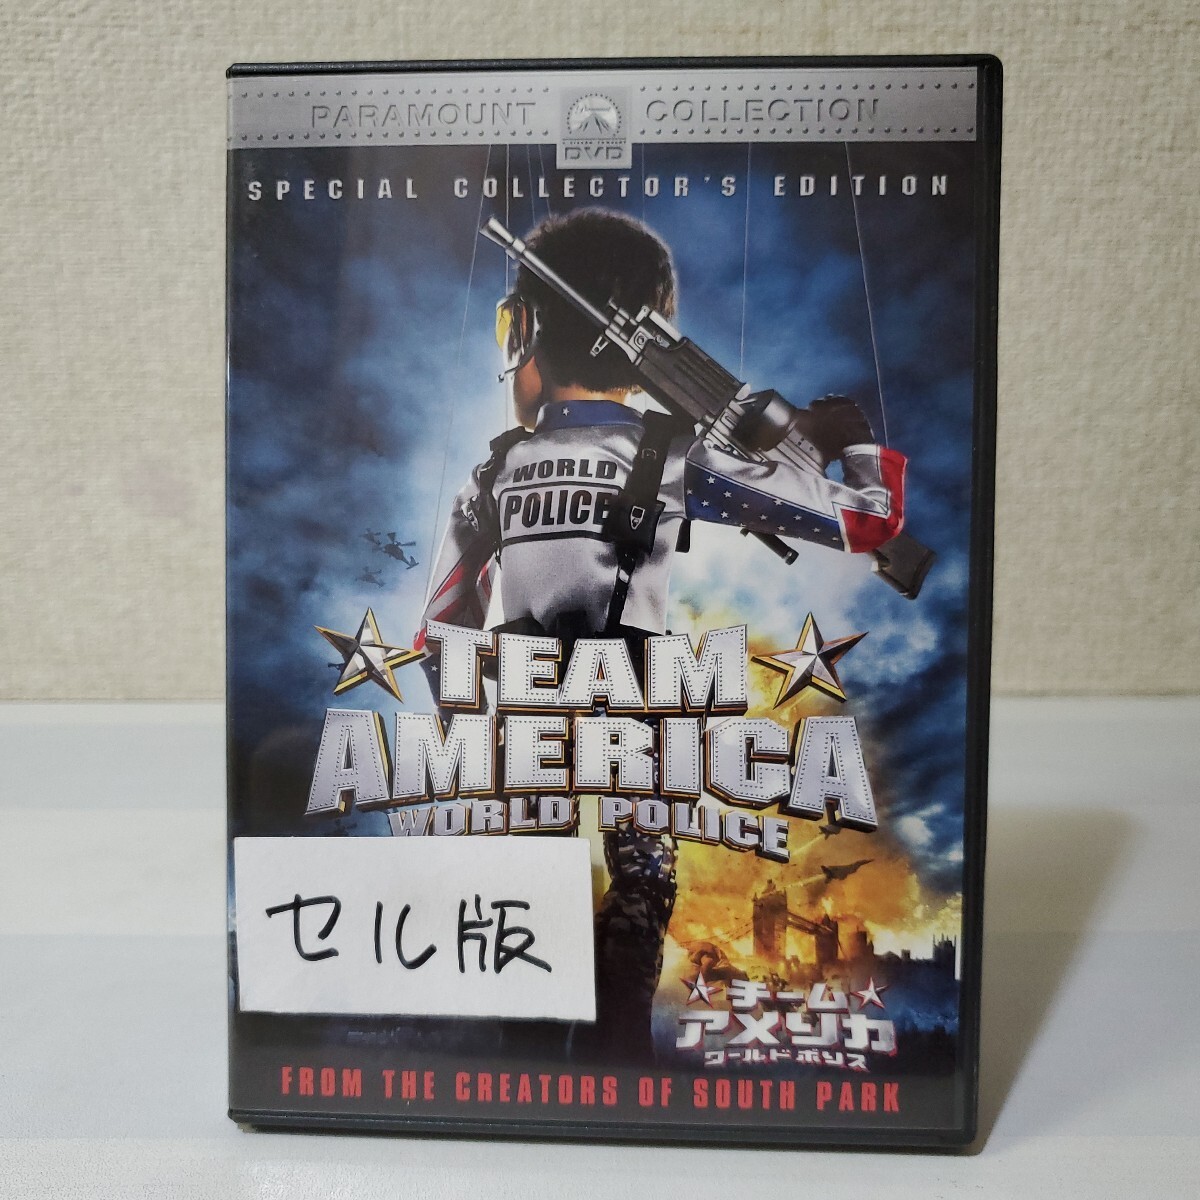 PARAMOUNT DVD COLLECTION
SPECIAL COLLECTOR'S EDITION
WORLD
POLICE
TEAM
AMERICA
WORLD POLICE
セル版
チーム
アメリカ
ワールドポリス
FROM THE CREATORS OF SOUTH PARK